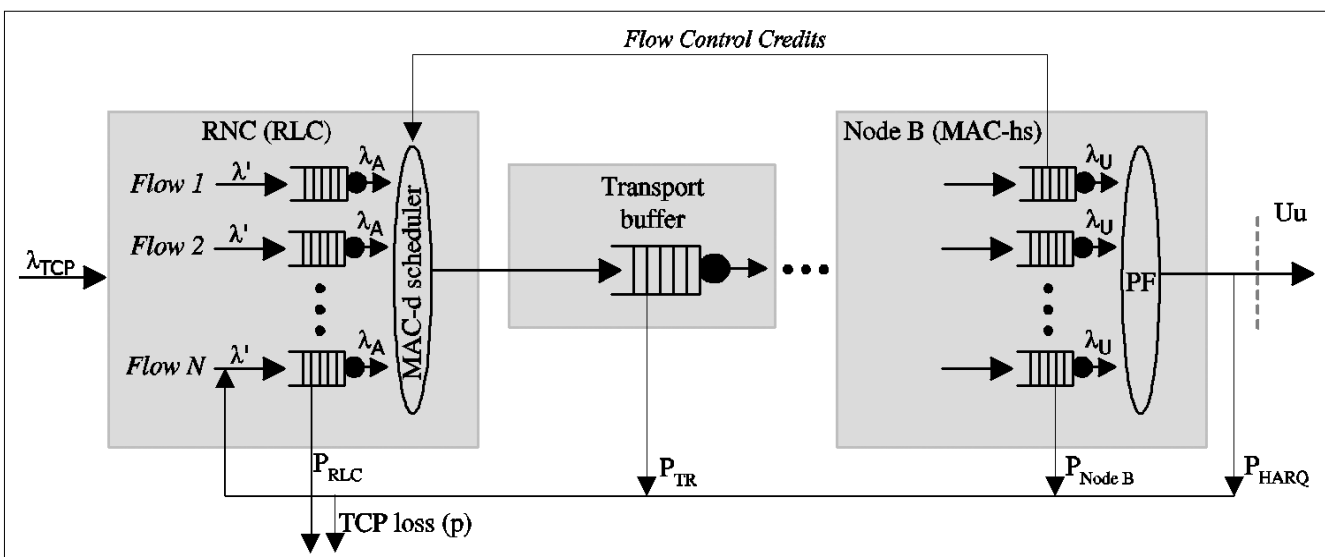 Flow Control Credits
RNC (RLC)
Node B (MAC-hs)
Flow 1
λ'
λA
Flow 2
λ'
λA
Flow N
λ'
λA
λTCP
MAC-d scheduler
Transport
buffer
λU
λU
λU
PF
Uu
PRLC
PTR
PNode B
PHARQ
TCP loss (p)